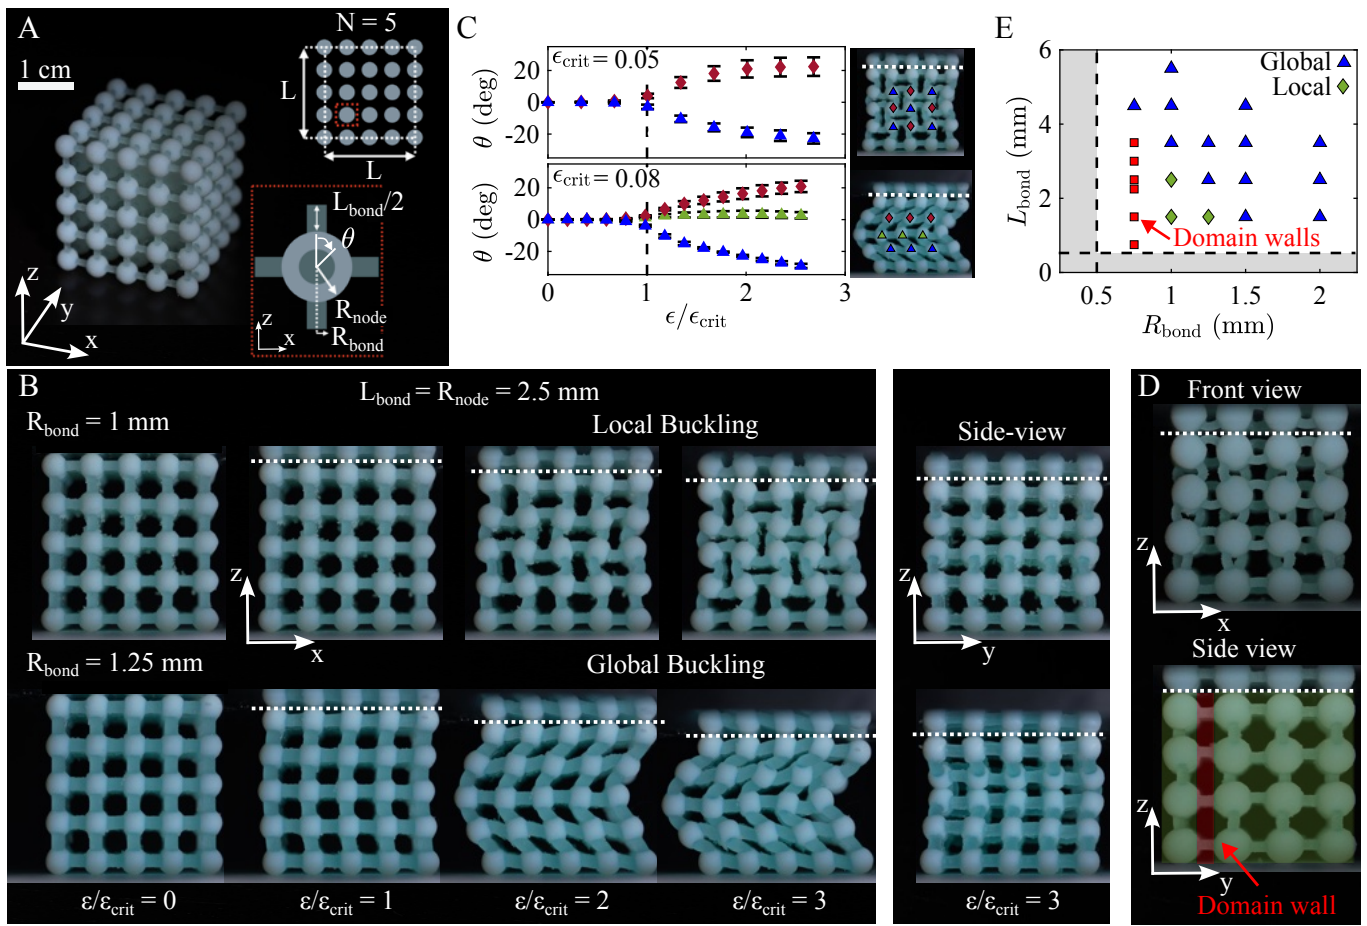 A
1 cm
N = 5
L
L
L_bond/2
θ
R_node
R_bond
z
y
x
z
x
C
ϵ_crit = 0.05
20
0
-20
θ (deg)
ϵ_crit = 0.08
20
0
-20
θ (deg)
0
1
2
3
ϵ/ϵ_crit
E
6
4
2
0
L_bond (mm)
Global
Local
Domain walls
0.5
1
1.5
2
R_bond (mm)
B
L_bond = R_node = 2.5 mm
R_bond = 1 mm
Local Buckling
Side-view
z
x
z
y
R_bond = 1.25 mm
Global Buckling
ε/ε_crit = 0
ε/ε_crit = 1
ε/ε_crit = 2
ε/ε_crit = 3
ε/ε_crit = 3
D
Front view
z
x
Side view
z
y
Domain wall